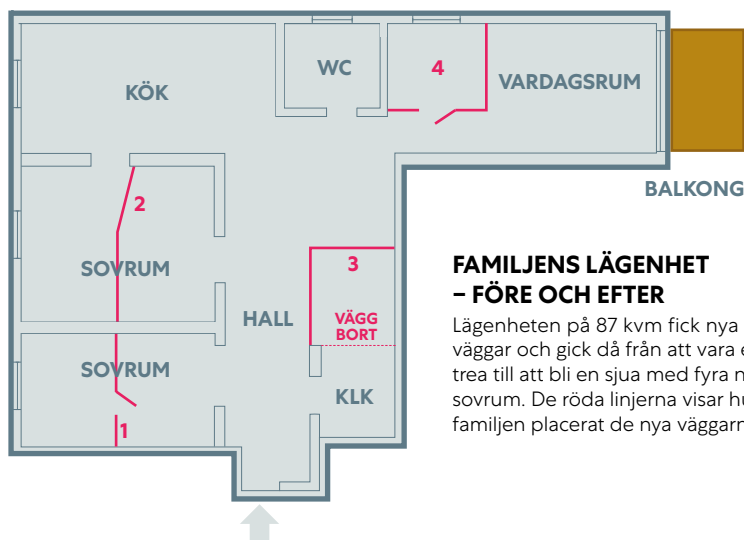 KÖK
WC
4
VARDAGSRUM
BALKONG
2
SOVRUM
HALL
3
VÄGG
BORT
SOVRUM
KLK
1
FAMILJENS LÄGENHET
– FÖRE OCH EFTER
Lägenheten på 87 kvm fick nya
väggar och gick då från att vara
trea till att bli en sjua med fyra
sovrum. De röda linjerna visar
familjen placerat de nya